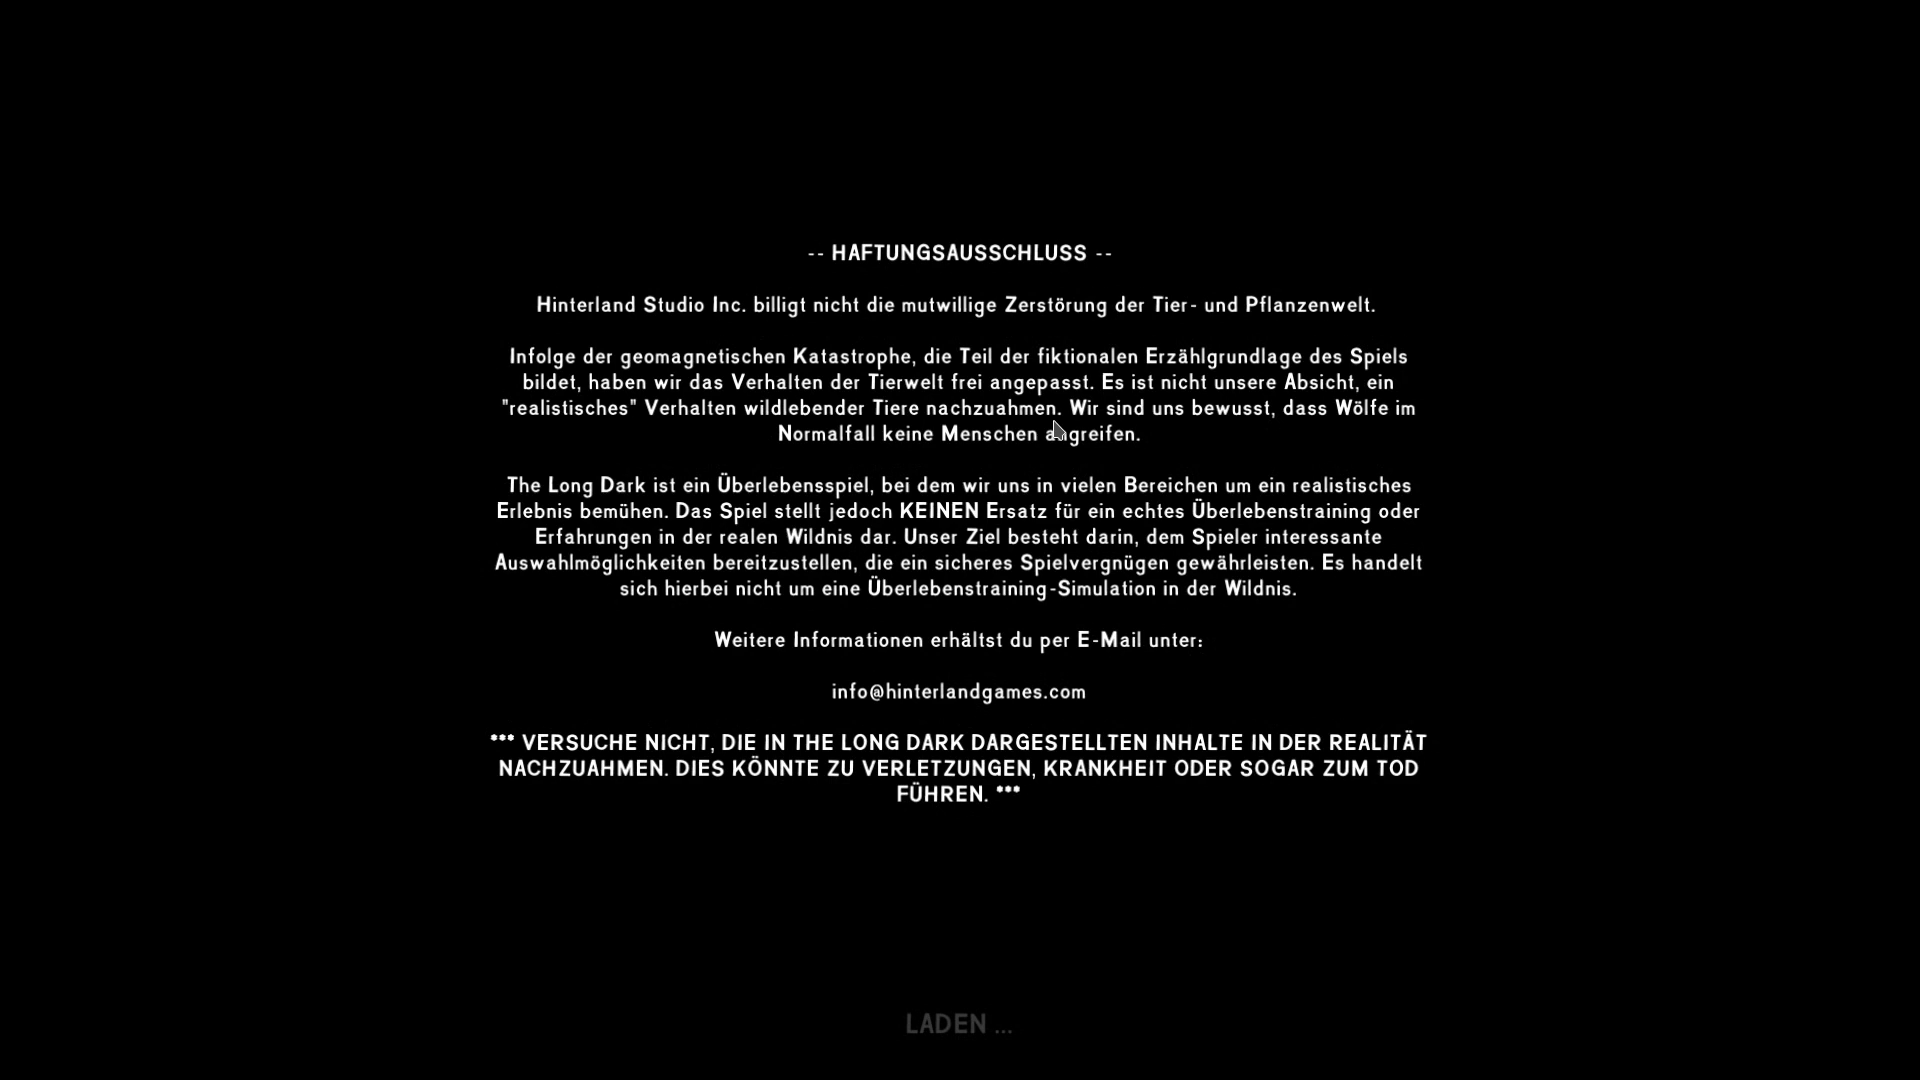 -- HAFTUNGSAUSSCHLUSS --
Hinterland Studio Inc. billigt nicht die mutwillige Zerstörung der Tier- und Pflanzenwelt.
Infolge der geomagnetischen Katastrophe, die Teil der fiktionalen Erzählgrundlage des Spiels
bildet, haben wir das Verhalten der Tierwelt frei angepasst. Es ist nicht unsere Absicht, ein
"realistisches" Verhalten wildlebender Tiere nachzuahmen. Wir sind uns bewusst, dass Wölfe im
Normalfall keine Menschen angreifen.
The Long Dark ist ein Überlebensspiel, bei dem wir uns in vielen Bereichen um ein realistisches
Erlebnis bemühen. Das Spiel stellt jedoch KEINEN Ersatz für ein echtes Überlebenstraining oder
Erfahrungen in der realen Wildnis dar. Unser Ziel besteht darin, dem Spieler interessante
Auswahlmöglichkeiten bereitzustellen, die ein sicheres Spielvergnügen gewährleisten. Es handelt
sich hierbei nicht um eine Überlebenstraining-Simulation in der Wildnis.
Weitere Informationen erhältst du per E-Mail unter:
info@hinterlandgames.com
*** VERSUCHE NICHT, DIE IN THE LONG DARK DARGESTELLTEN INHALTE IN DER REALITÄT
NACHZUAHMEN. DIES KÖNNTE ZU VERLETZUNGEN, KRANKHEIT ODER SOGAR ZUM TOD
FÜHREN. ***
LADEN ...